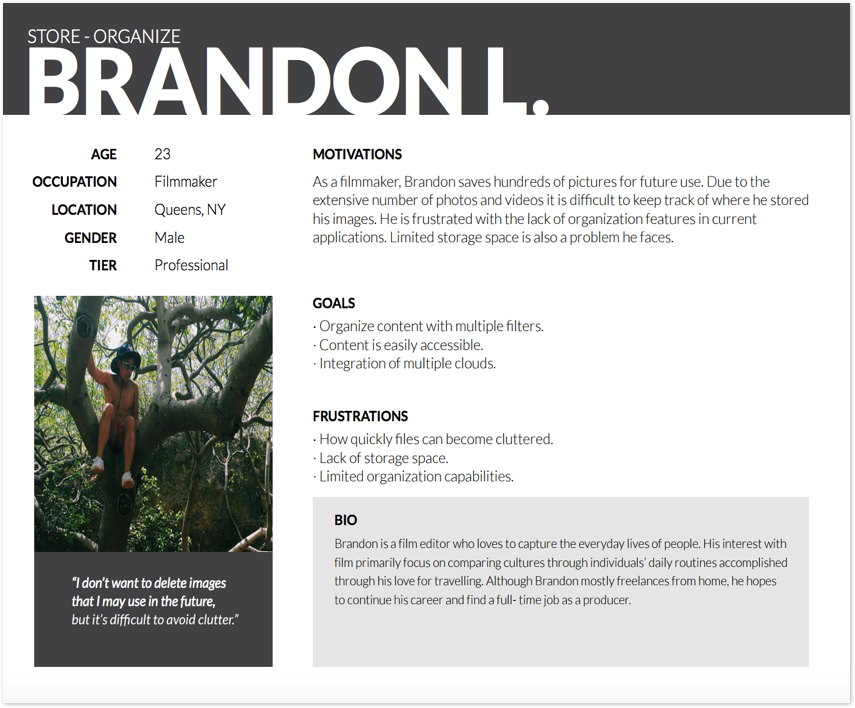 STORE - ORGANIZE
BRANDON L.
AGE 23
OCCUPATION Filmmaker
LOCATION Queens, NY
GENDER Male
TIER Professional
“I don’t want to delete images
that I may use in the future,
but it’s difficult to avoid clutter.”
MOTIVATIONS
As a filmmaker, Brandon saves hundreds of pictures for future use. Due to the
extensive number of photos and videos it is difficult to keep track of where he stored
his images. He is frustrated with the lack of organization features in current
applications. Limited storage space is also a problem he faces.
GOALS
· Organize content with multiple filters.
· Content is easily accessible.
· Integration of multiple clouds.
FRUSTRATIONS
· How quickly files can become cluttered.
· Lack of storage space.
· Limited organization capabilities.
BIO
Brandon is a film editor who loves to capture the everyday lives of people. His interest with
film primarily focus on comparing cultures through individuals’ daily routines accomplished
through his love for travelling. Although Brandon mostly freelances from home, he hopes
to continue his career and find a full- time job as a producer.